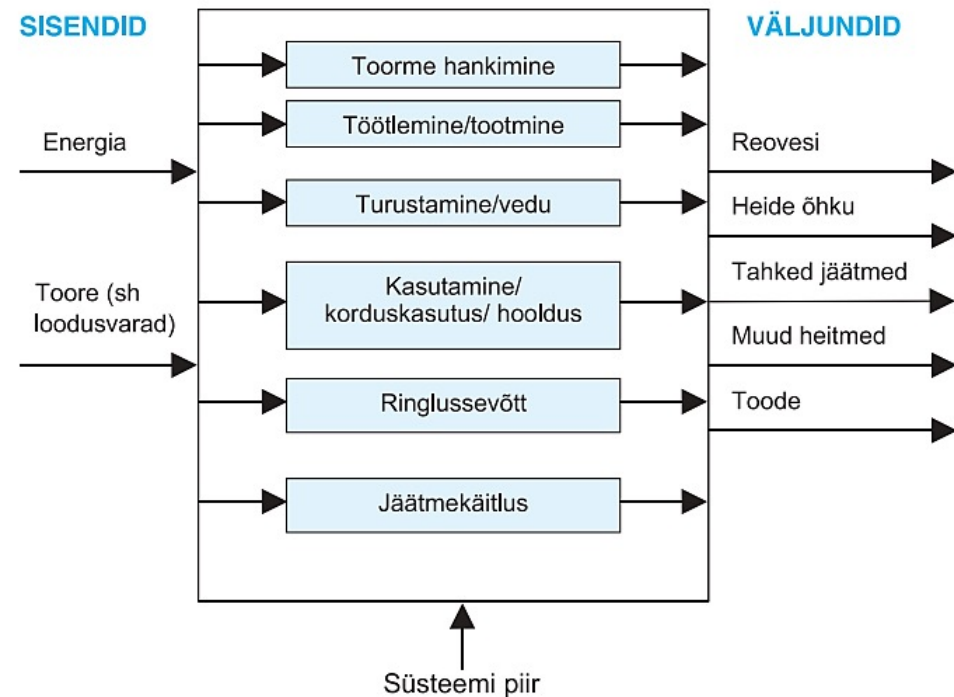 SISENDID
VÄLJUNDID
Toorme hankimine
Töötlemine/tootmine
Energia
Reovesi
Turustamine/vedu
Heide õhku
Toore (sh
loodusvarad)
Kasutamine/
korduskasutus/ hooldus
Tahked jäätmed
Muud heitmed
Ringlussevõtt
Toode
Jäätmekäitlus
Süsteemi piir